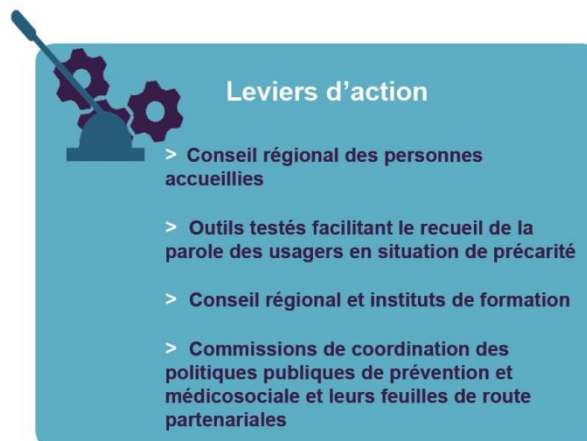 Leviers d’action
> Conseil régional des personnes
accueillies
> Outils testés facilitant le recueil de la
parole des usagers en situation de précarité
> Conseil régional et instituts de formation
> Commissions de coordination des
politiques publiques de prévention et
médicosociale et leurs feuilles de route
partenariales